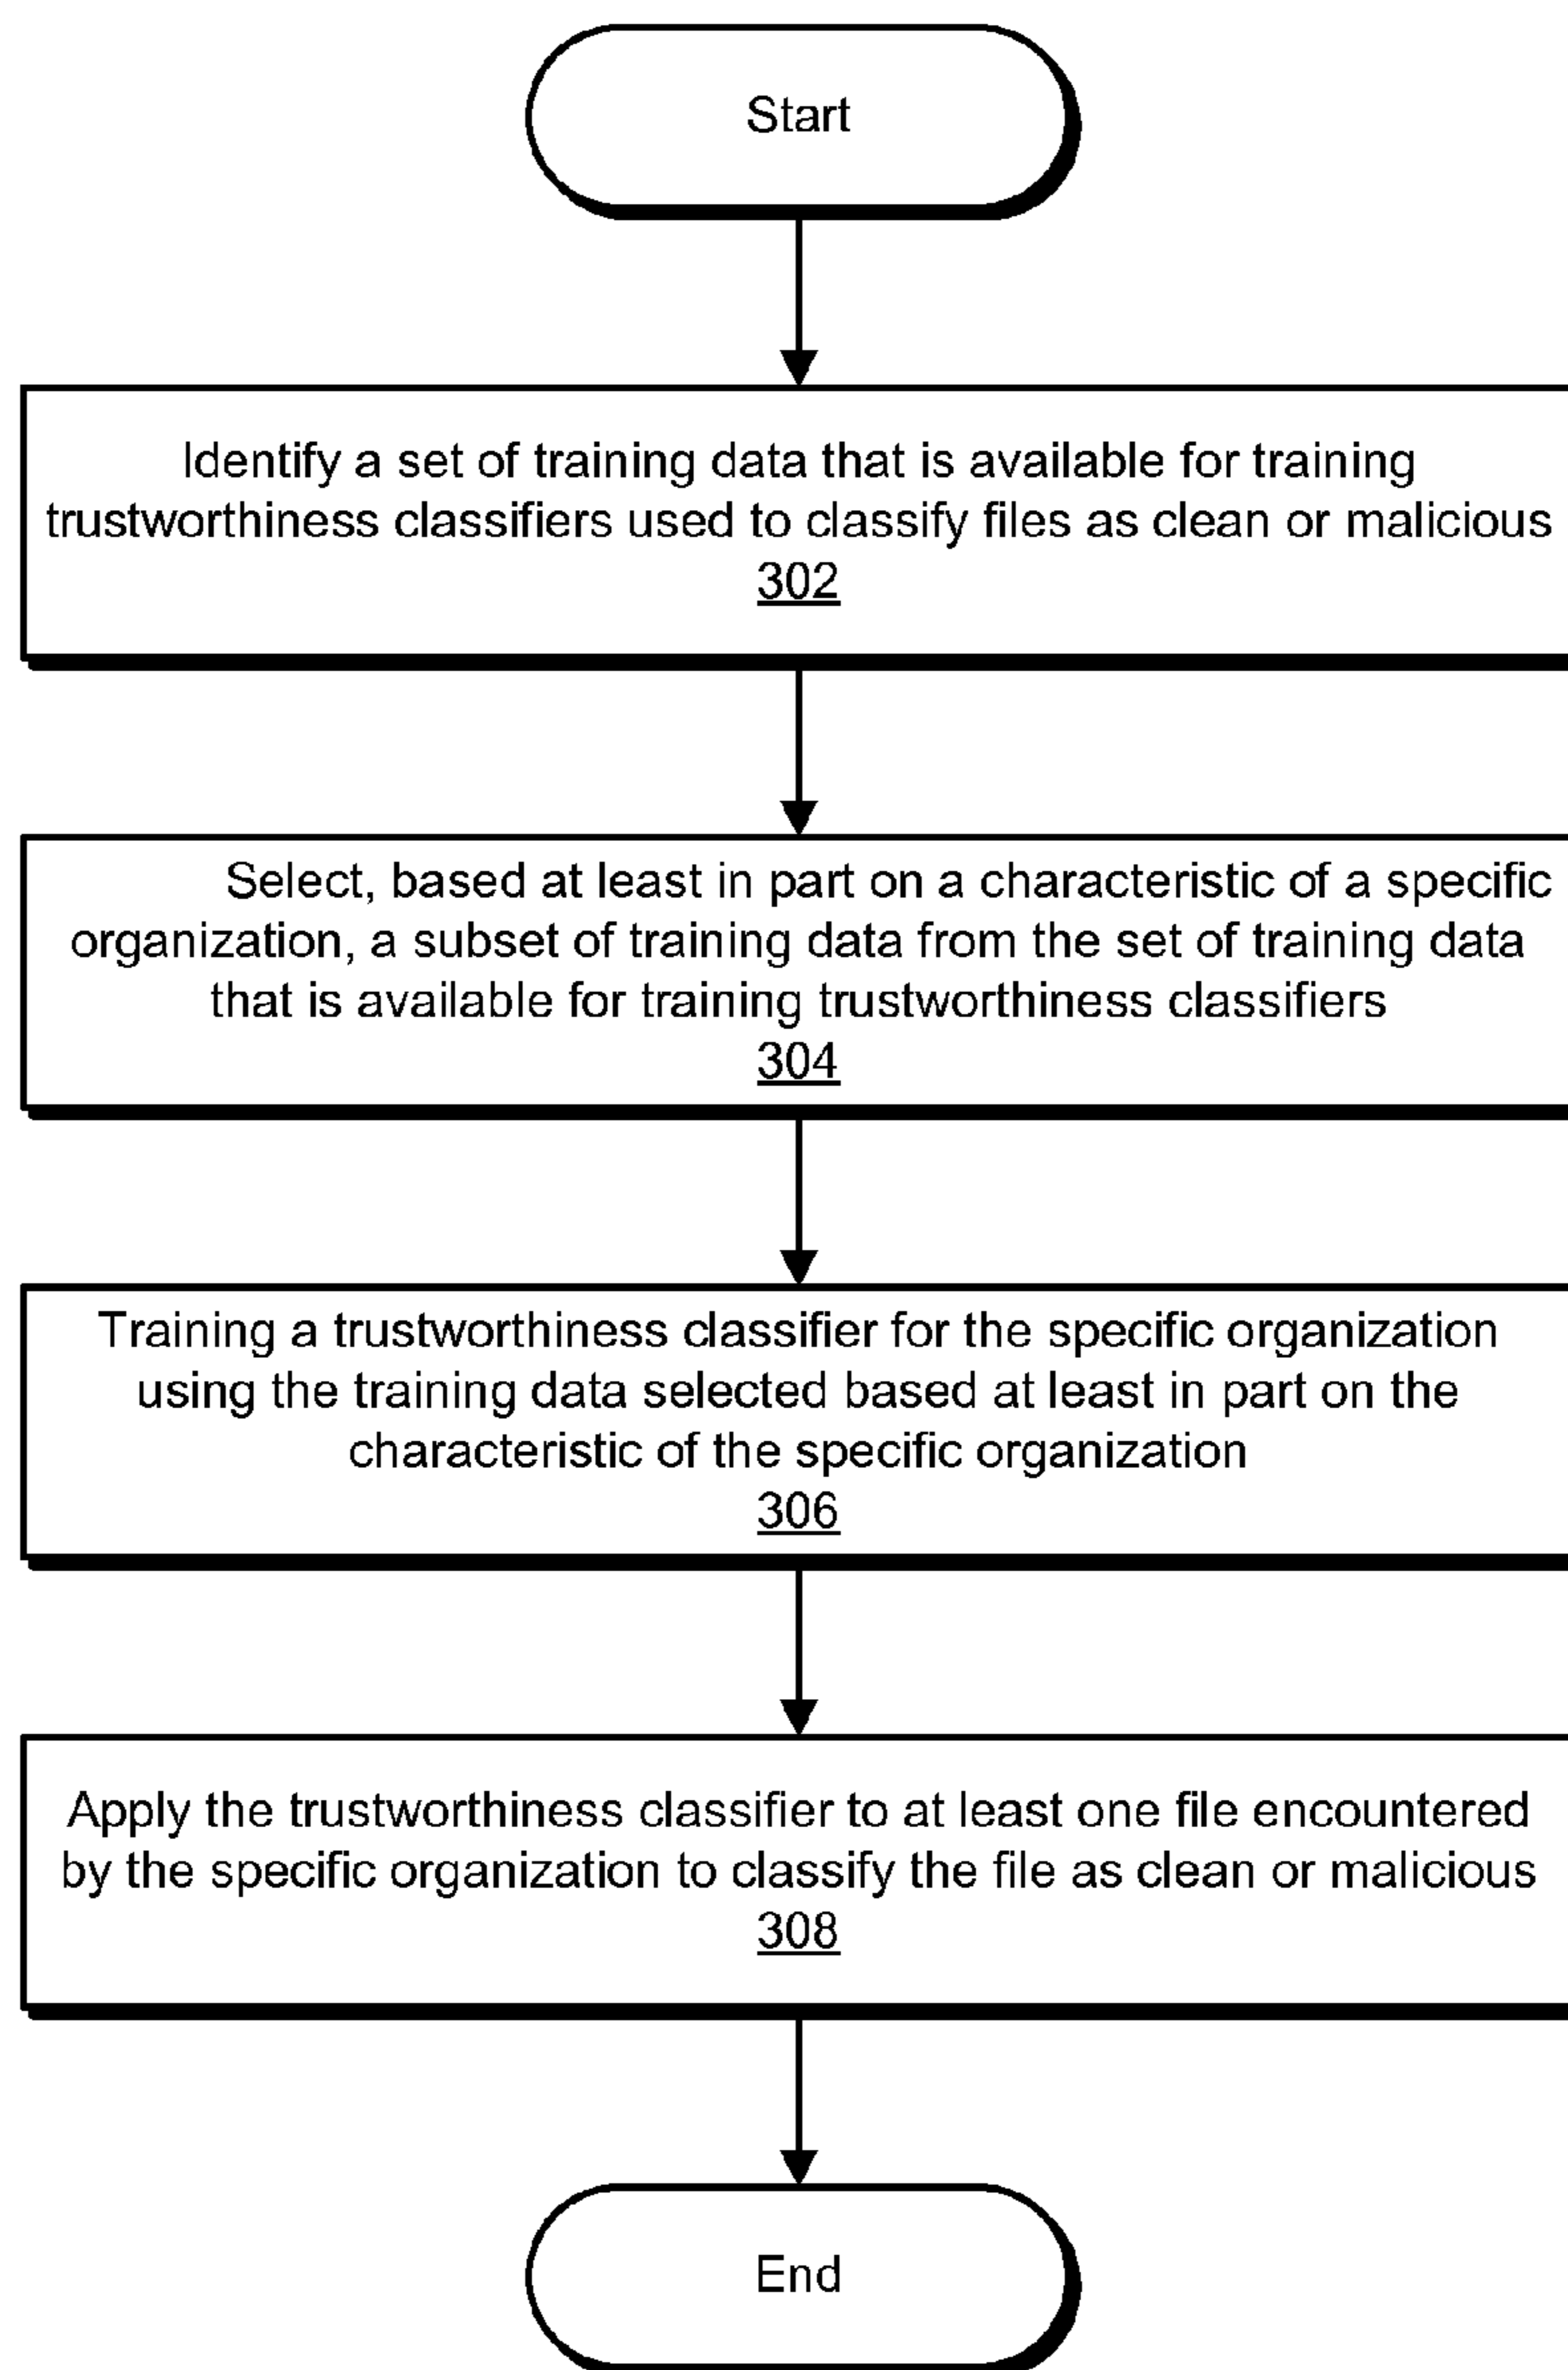 Start
Identify a set of training data that is available for training
trustworthiness classifiers used to classify files as clean or malicious
302
Select, based at least in part on a characteristic of a specific
organization, a subset of training data from the set of training data
that is available for training trustworthiness classifiers
304
Training a trustworthiness classifier for the specific organization
using the training data selected based at least in part on the
characteristic of the specific organization
306
Apply the trustworthiness classifier to at least one file encountered
by the specific organization to classify the file as clean or malicious
308
End